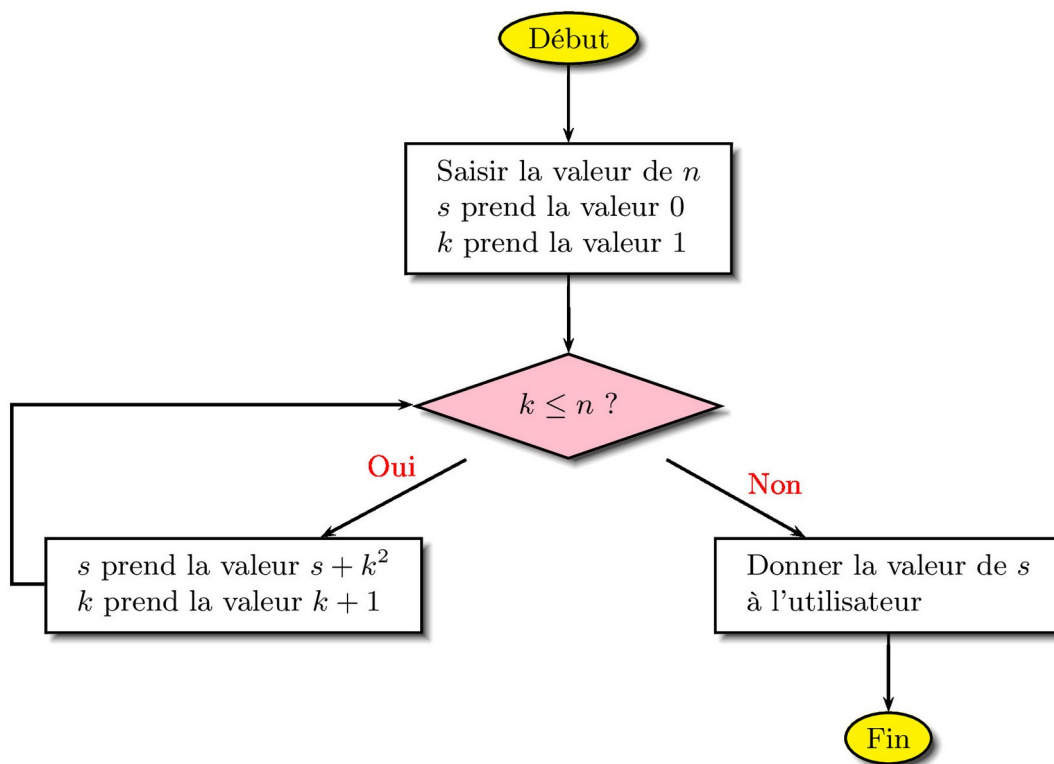 Début
Saisir la valeur de n
s prend la valeur 0
k prend la valeur 1
k ≤ n ?
Oui
Non
s prend la valeur s + k²
k prend la valeur k + 1
Donner la valeur de s
à l'utilisateur
Fin